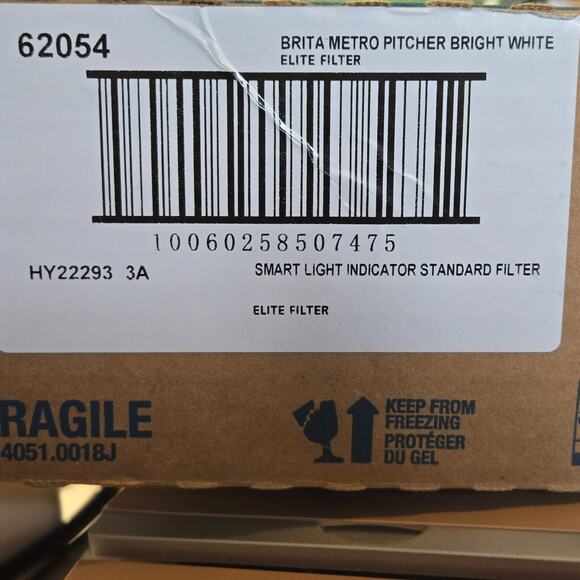 62054
BRITA METRO PITCHER BRIGHT WHITE
ELITE FILTER
10060258507475
HY22293 3A
SMART LIGHT INDICATOR STANDARD FILTER
ELITE FILTER
RAGILE
4051.0018J
KEEP FROM
FREEZING
PROTÉGER
DU GEL